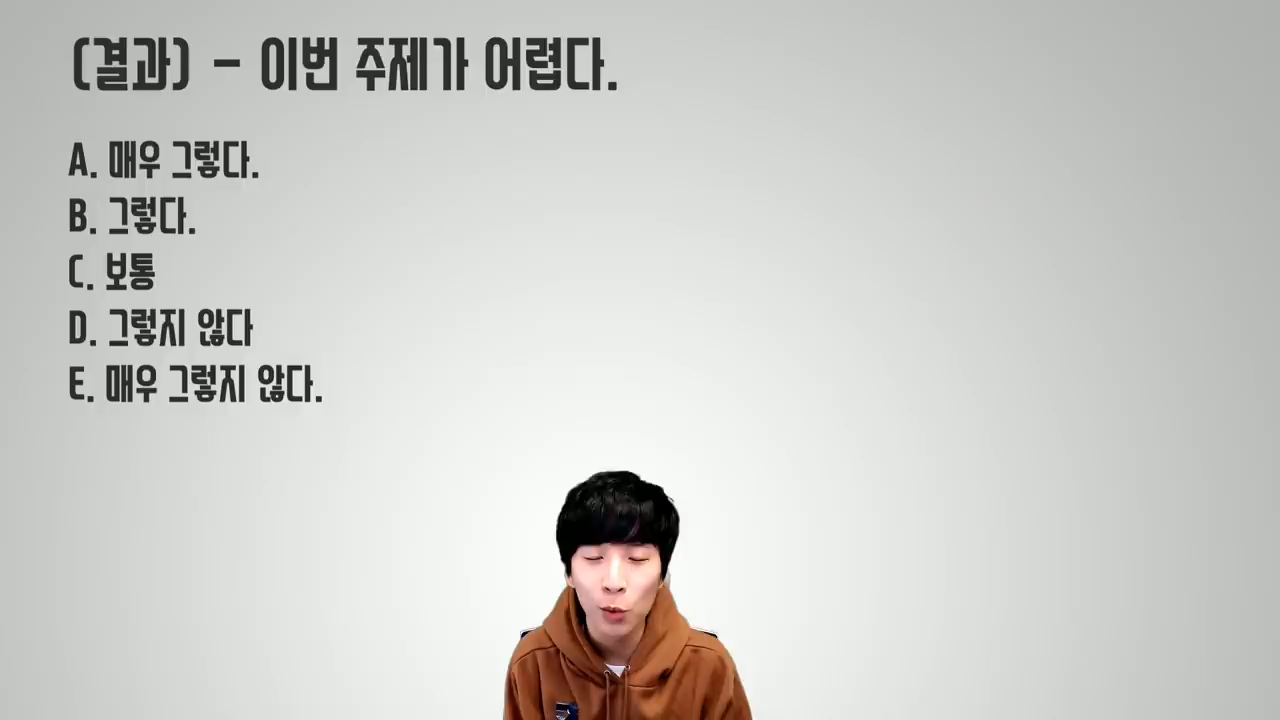 (결과) - 이번 주제가 어렵다.
A. 매우 그렇다.
B. 그렇다.
C. 보통
D. 그렇지 않다
E. 매우 그렇지 않다.